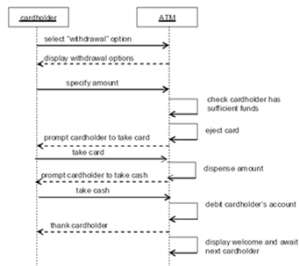 cardholder
ATM
select "withdrawal" option
display withdrawal options
specify amount
check cardholder has
sufficient funds
eject card
prompt cardholder to take card
take card
dispense amount
prompt cardholder to take cash
take cash
debit cardholder's account
thank cardholder
display welcome and await
next cardholder